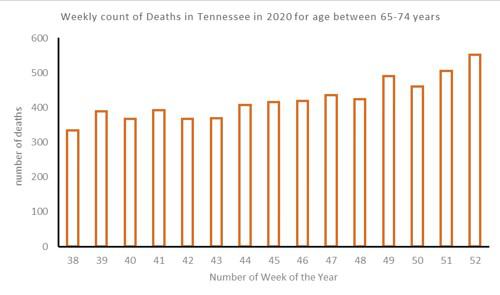 Weekly count of Deaths in Tennessee in 2020 for age between 65-74 years
600
500
400
300
200
100
0
number of deaths
38 39 40 41 42 43 44 45 46 47 48 49 50 51 52
Number of Week of the Year